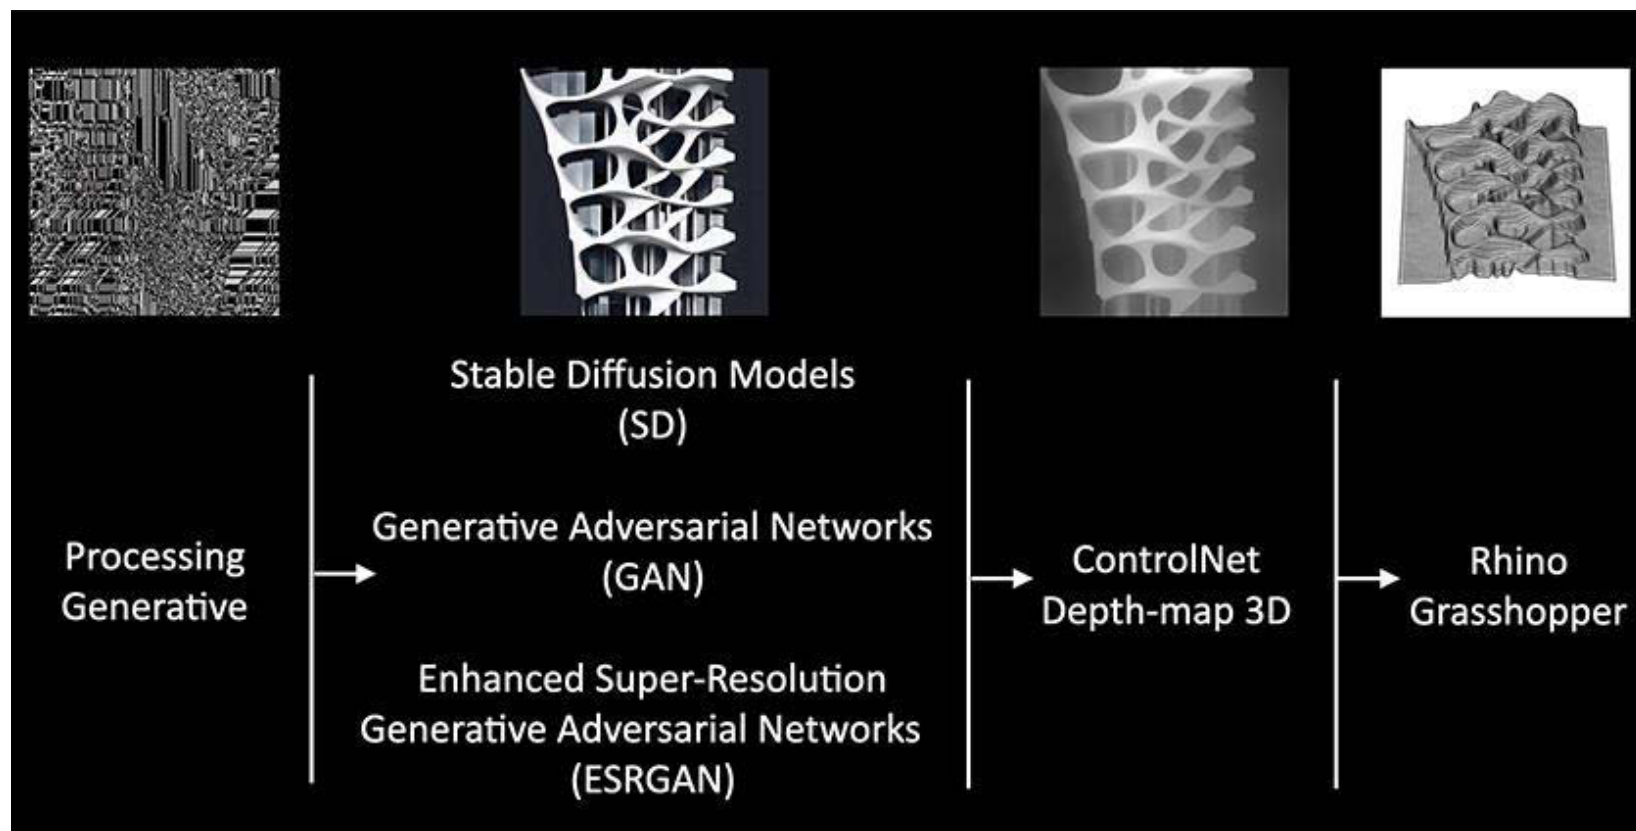 Processing
Generative
Stable Diffusion Models
(SD)
Generative Adversarial Networks
(GAN)
Enhanced Super-Resolution
Generative Adversarial Networks
(ESRGAN)
ControlNet
Depth-map 3D
Rhino
Grasshopper